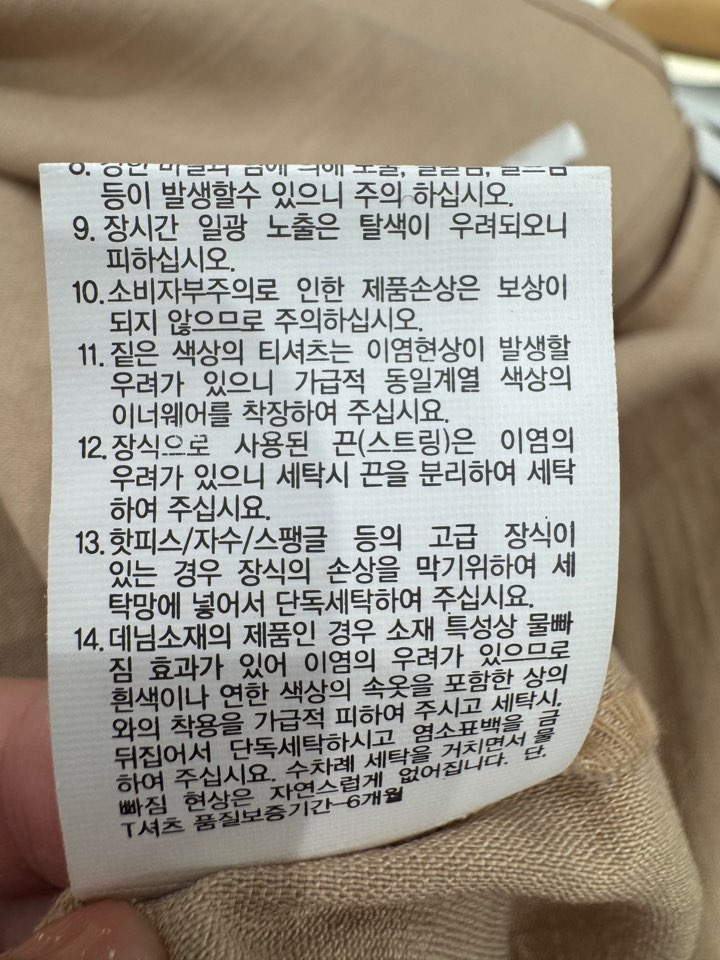 등이 발생할수 있으니 주의 하십시오.
9. 장시간 일광 노출은 탈색이 우려되오니
피하십시오.
10. 소비자부주의로 인한 제품손상은 보상이
되지 않으므로 주의하십시오.
11. 짙은 색상의 티셔츠는 이염현상이 발생할
우려가 있으니 가급적 동일계열 색상의
이너웨어를 착장하여 주십시요.
12. 장식으로 사용된 끈(스트링)은 이염의
우려가 있으니 세탁시 끈을 분리하여 세탁
하여 주십시요.
13. 핫피스/자수/스팽글 등의 고급 장식이
있는 경우 장식의 손상을 막기위하여 세
탁망에 넣어서 단독세탁하여 주십시요.
14. 데님소재의 제품인 경우 소재 특성상 물빠
짐 효과가 있어 이염의 우려가 있으므로
흰색이나 연한 색상의 속옷을 포함한 상의
와의 착용을 가급적 피하여 주시고 세탁시,
뒤집어서 단독세탁하시고 염소표백을 금
하여 주십시요. 수차례 세탁을 거치면서 물
빠짐 현상은 자연스럽게 없어집니다. 단.
T셔츠 품질보증기간-6개월